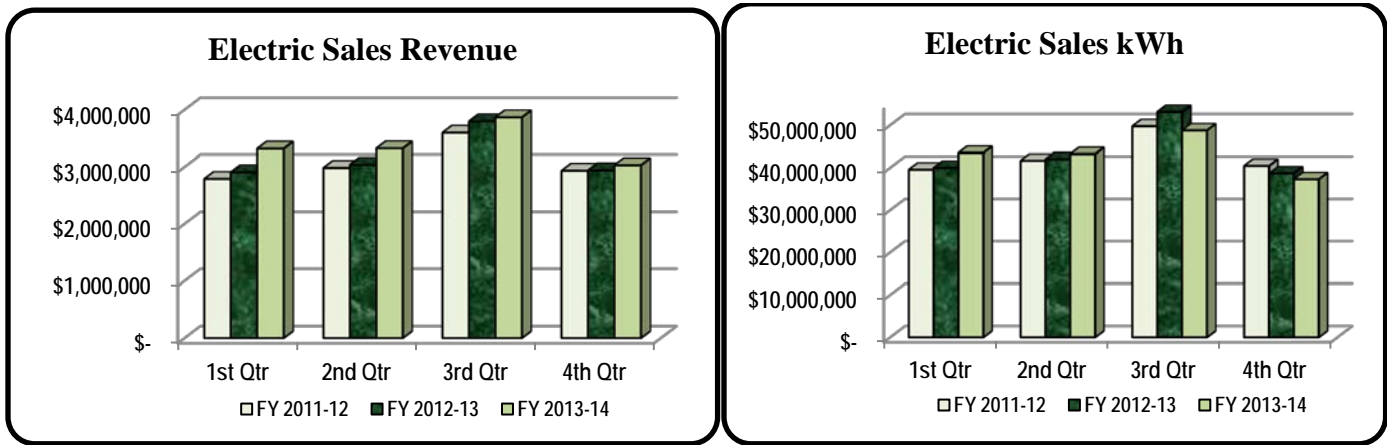 Electric Sales Revenue
$4,000,000
$3,000,000
$2,000,000
$1,000,000
$-
1st Qtr 2nd Qtr 3rd Qtr 4th Qtr
FY 2011-12 FY 2012-13 FY 2013-14
Electric Sales kWh
$50,000,000
$40,000,000
$30,000,000
$20,000,000
$10,000,000
$-
1st Qtr 2nd Qtr 3rd Qtr 4th Qtr
FY 2011-12 FY 2012-13 FY 2013-14